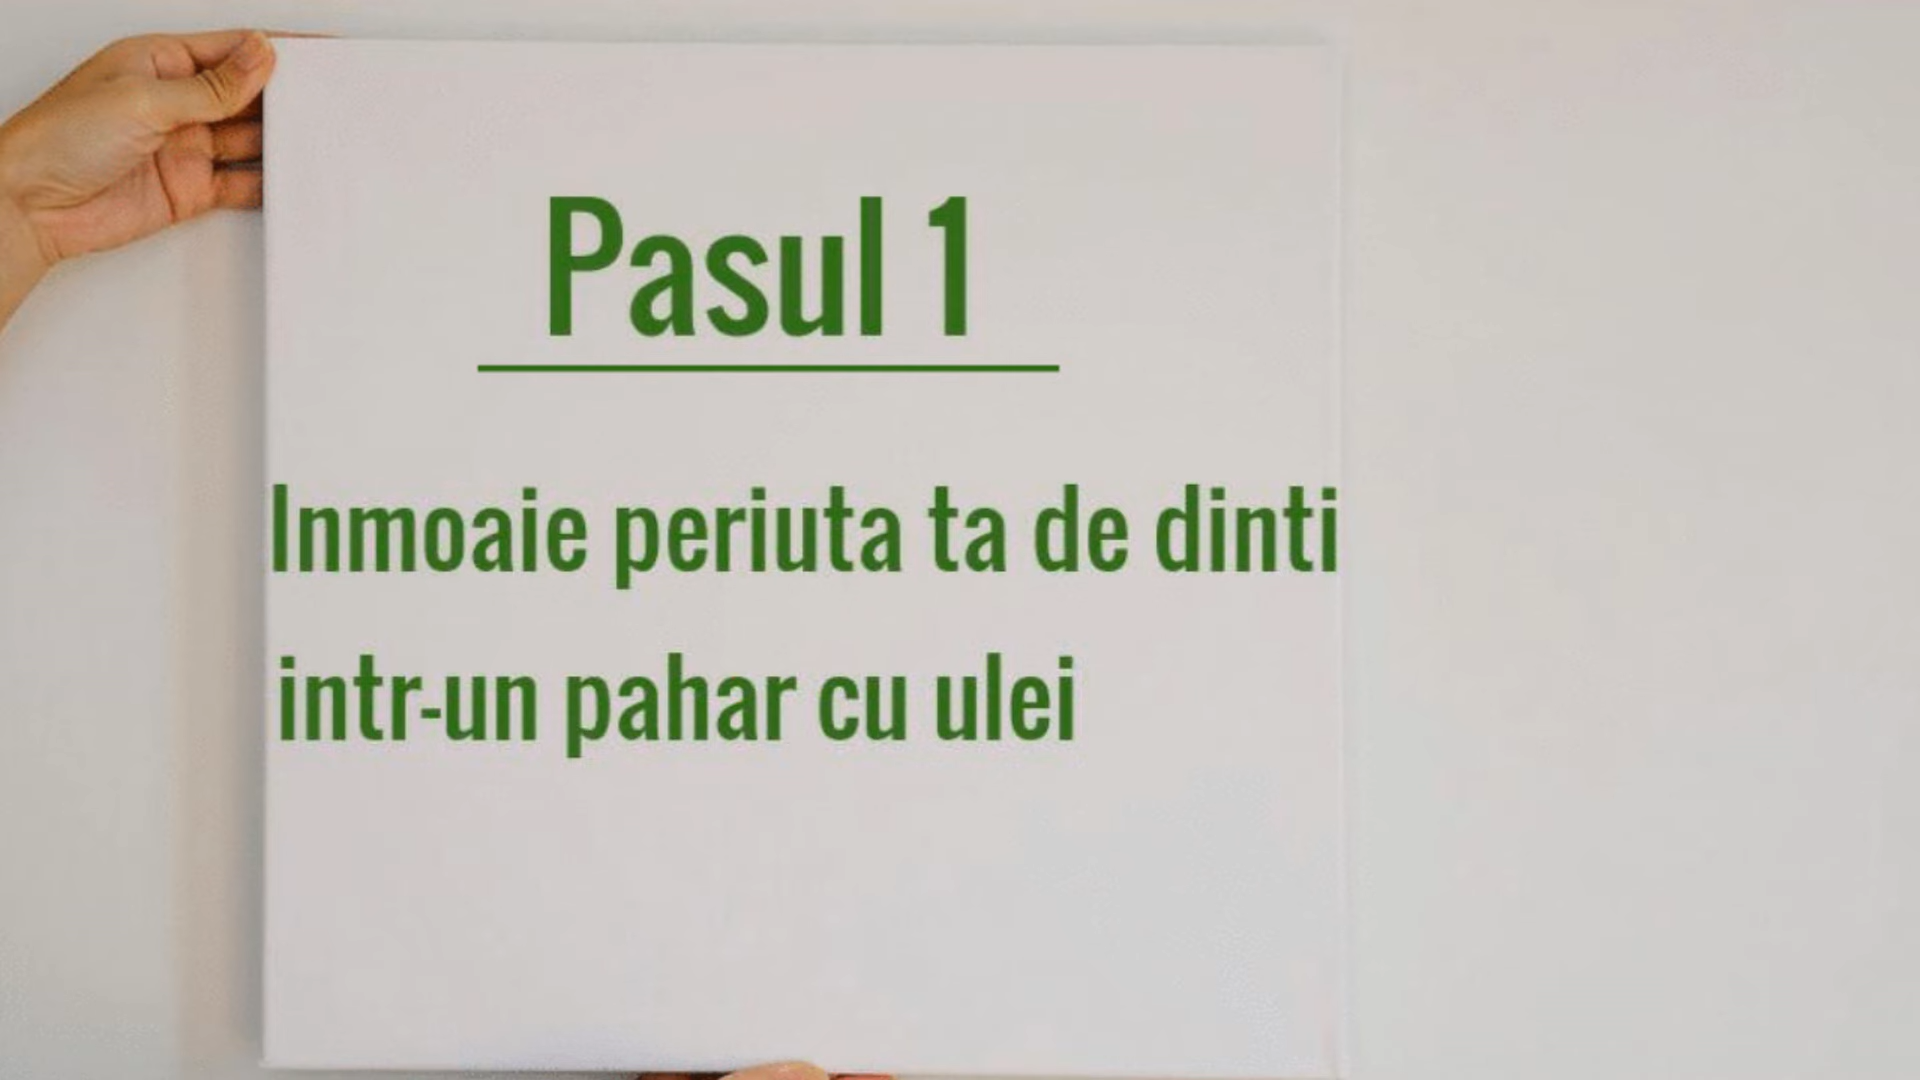 Pasul 1
Inmoaie periuta ta de dinti
intr-un pahar cu ulei